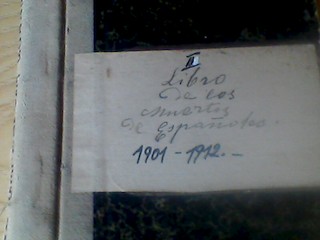 II
Libro
de los
muertos
de Españoles.
1901-1912.-